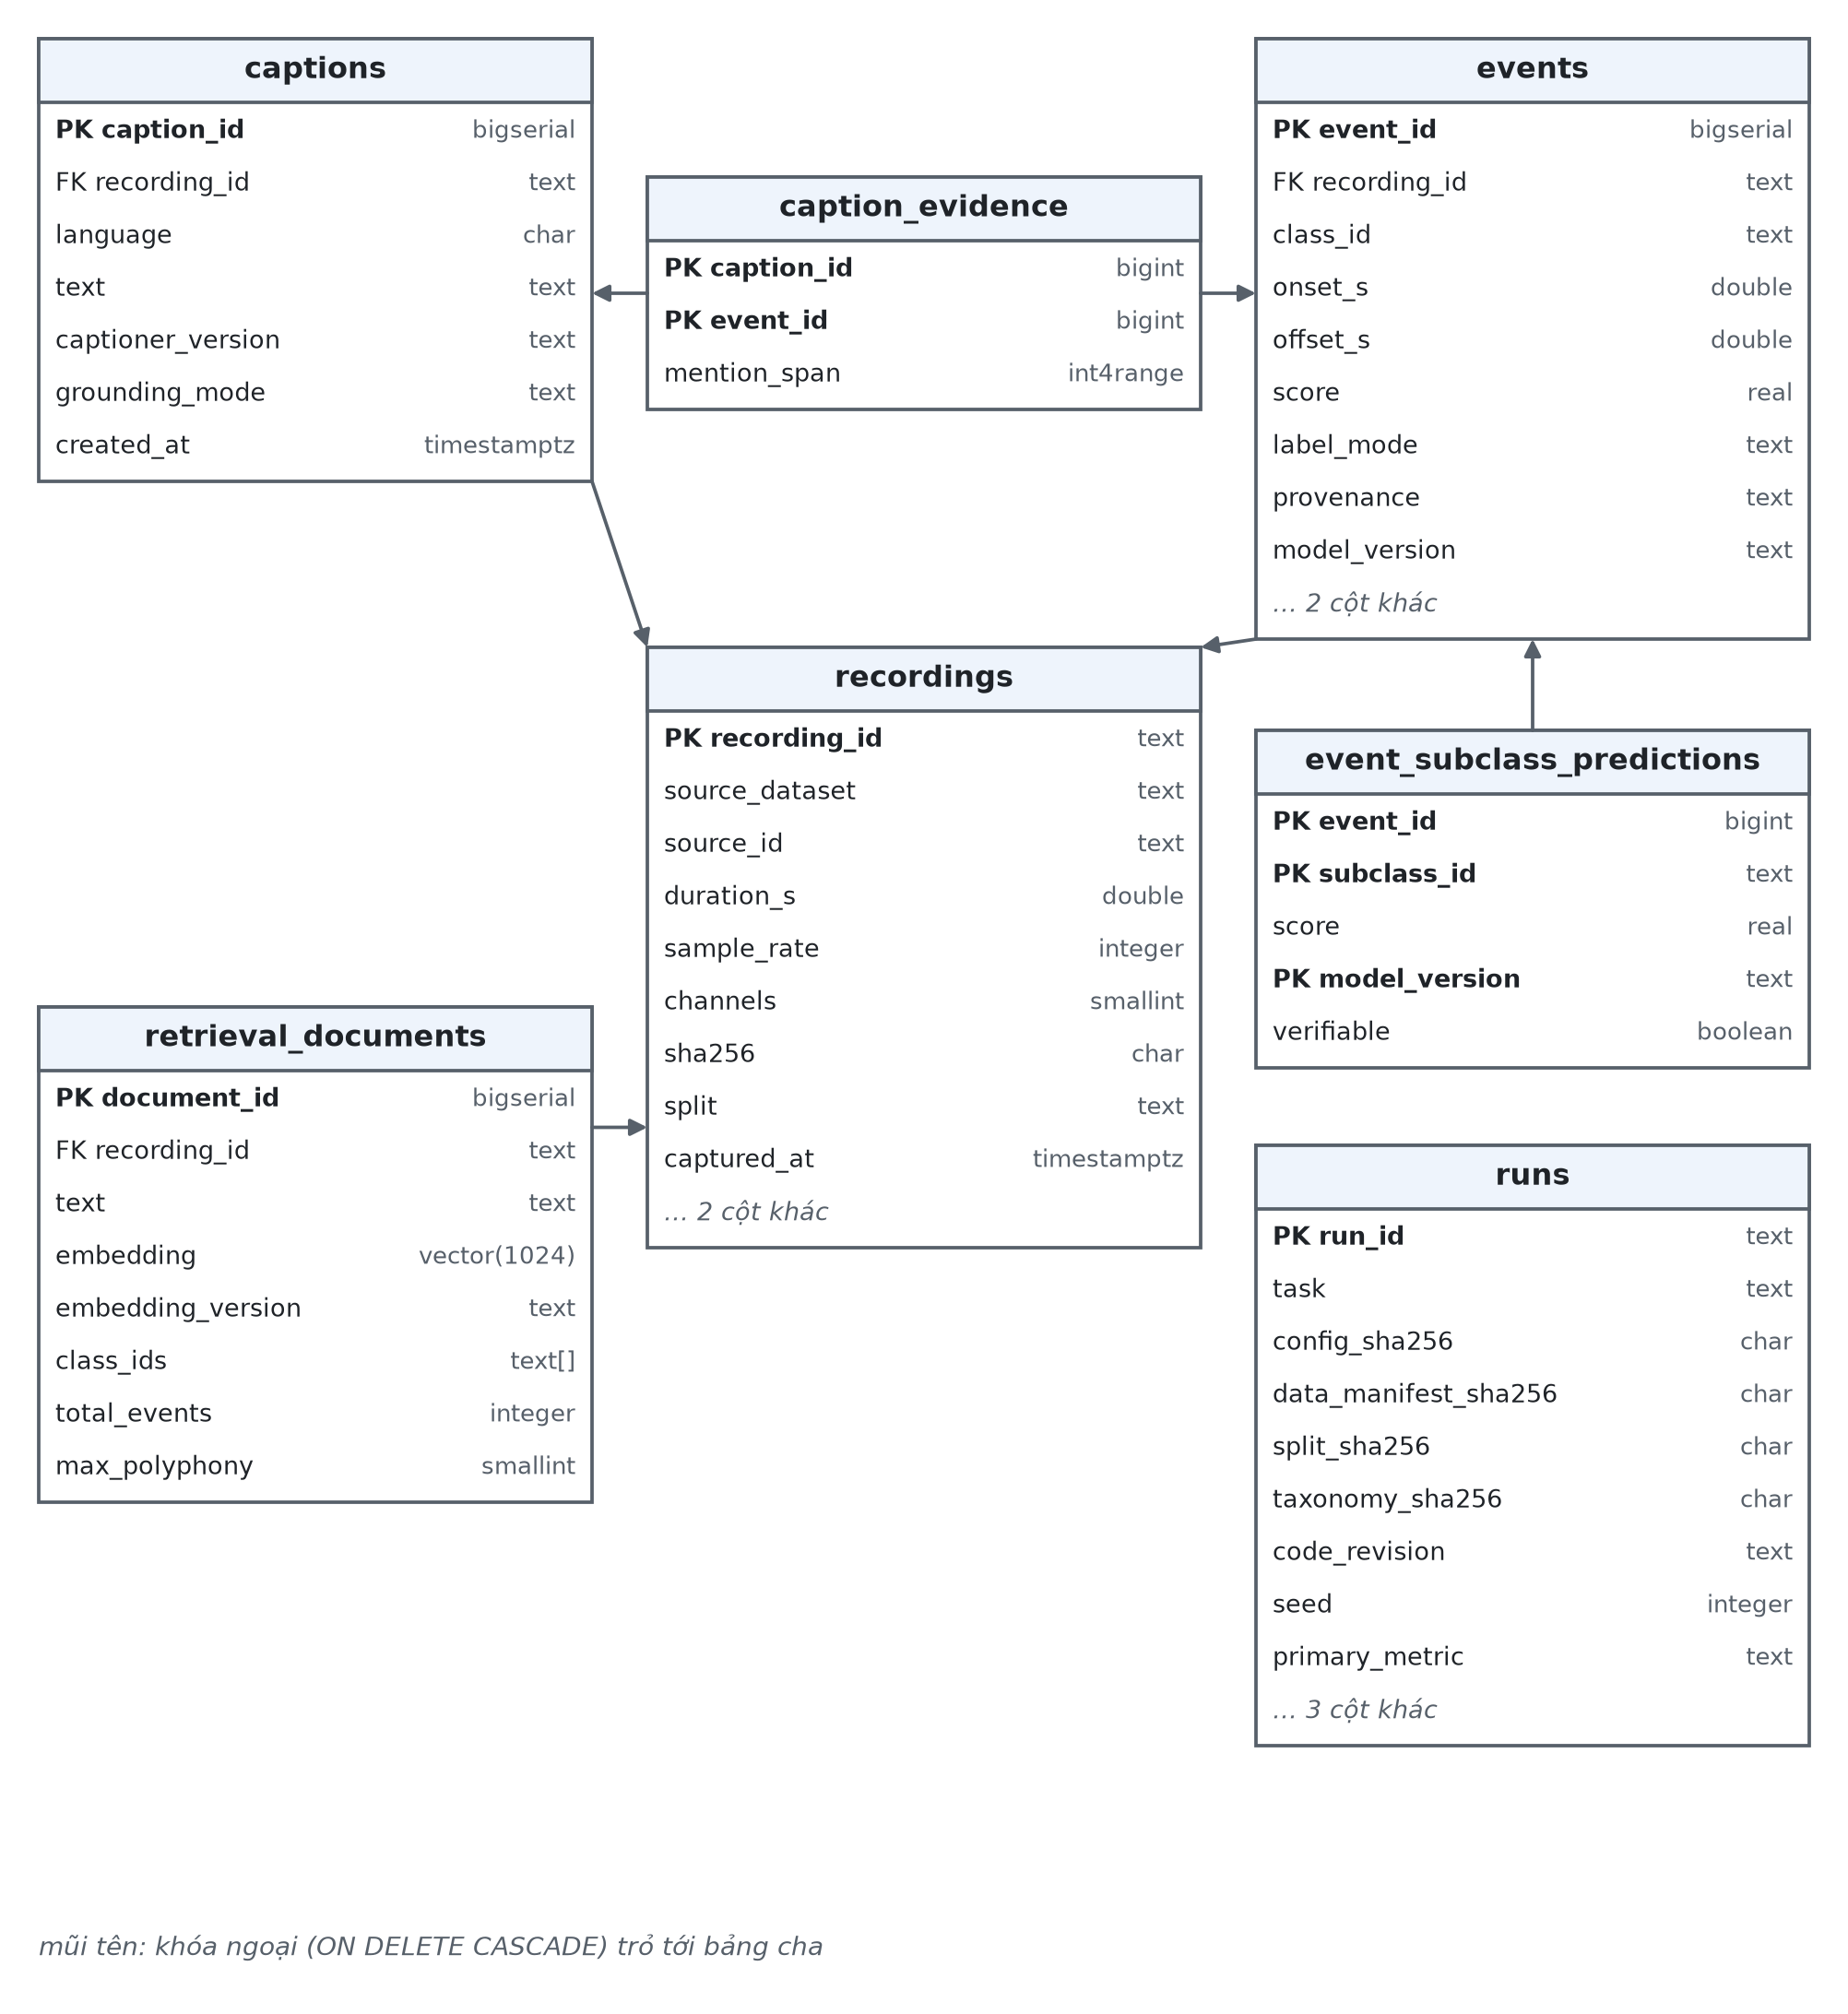 captions
PK caption_id bigserial
FK recording_id text
language char
text text
captioner_version text
grounding_mode text
created_at timestamptz
caption_evidence
PK caption_id bigint
PK event_id bigint
mention_span int4range
events
PK event_id bigserial
FK recording_id text
class_id text
onset_s double
offset_s double
score real
label_mode text
provenance text
model_version text
... 2 cột khác
recordings
PK recording_id text
source_dataset text
source_id text
duration_s double
sample_rate integer
channels smallint
sha256 char
split text
captured_at timestamptz
... 2 cột khác
event_subclass_predictions
PK event_id bigint
PK subclass_id text
score real
PK model_version text
verifiable boolean
retrieval_documents
PK document_id bigserial
FK recording_id text
text text
embedding vector(1024)
embedding_version text
class_ids text[]
total_events integer
max_polyphony smallint
runs
PK run_id text
task text
config_sha256 char
data_manifest_sha256 char
split_sha256 char
taxonomy_sha256 char
code_revision text
seed integer
primary_metric text
... 3 cột khác
mũi tên: khóa ngoại (ON DELETE CASCADE) trỏ tới bảng cha